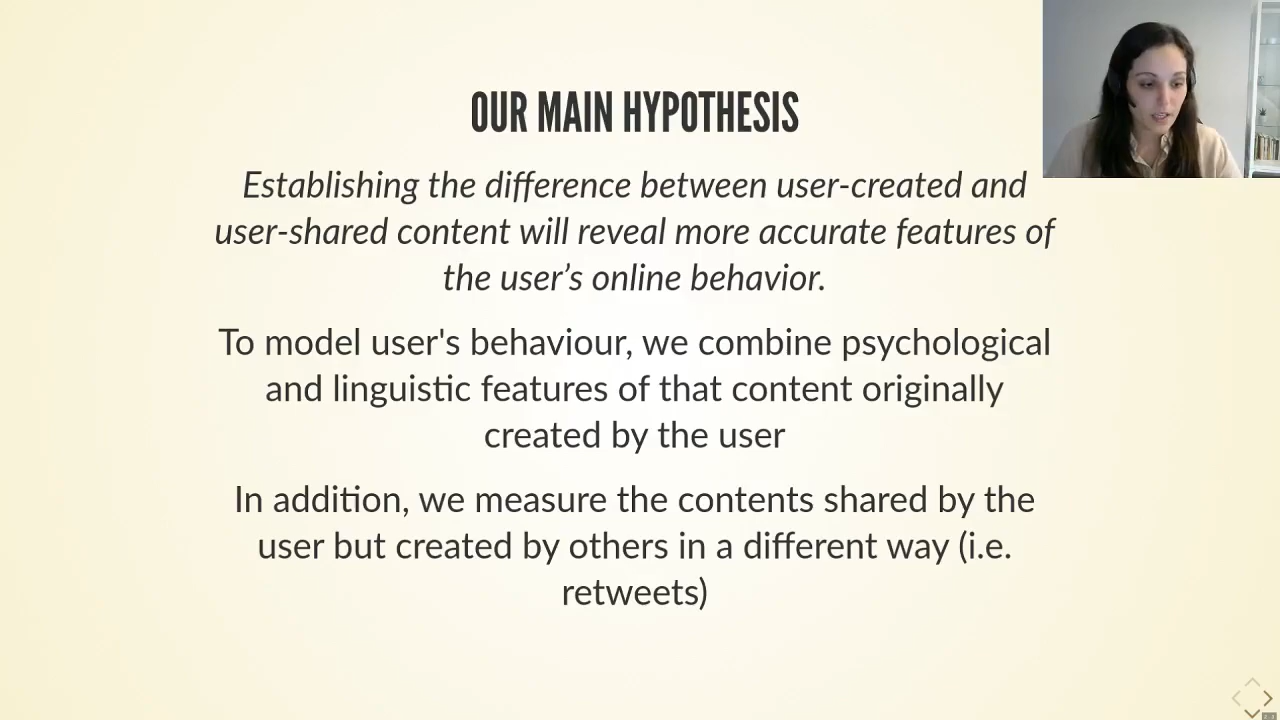 OUR MAIN HYPOTHESIS
Establishing the difference between user-created and
user-shared content will reveal more accurate features of
the user’s online behavior.
To model user's behaviour, we combine psychological
and linguistic features of that content originally
created by the user
In addition, we measure the contents shared by the
user but created by others in a different way (i.e.
retweets)